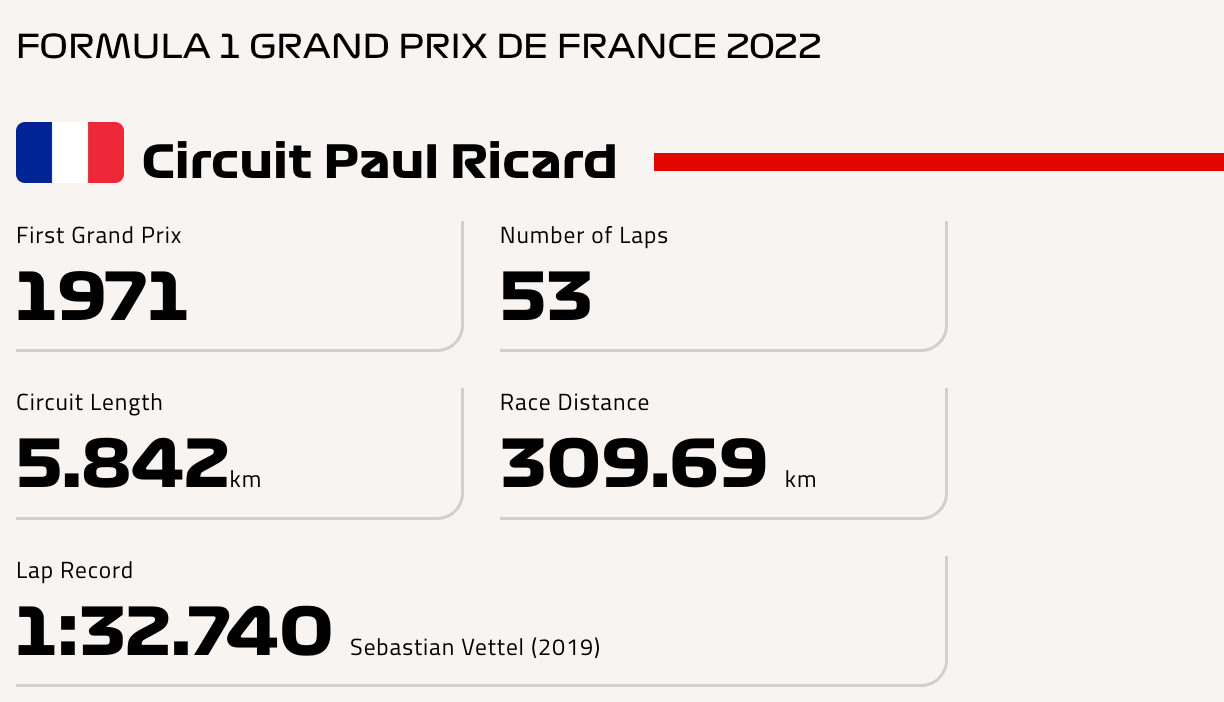 FORMULA 1 GRAND PRIX DE FRANCE 2022
Circuit Paul Ricard
First Grand Prix
1971
Number of Laps
53
Circuit Length
5.842km
Race Distance
309.69 km
Lap Record
1:32.740 Sebastian Vettel (2019)